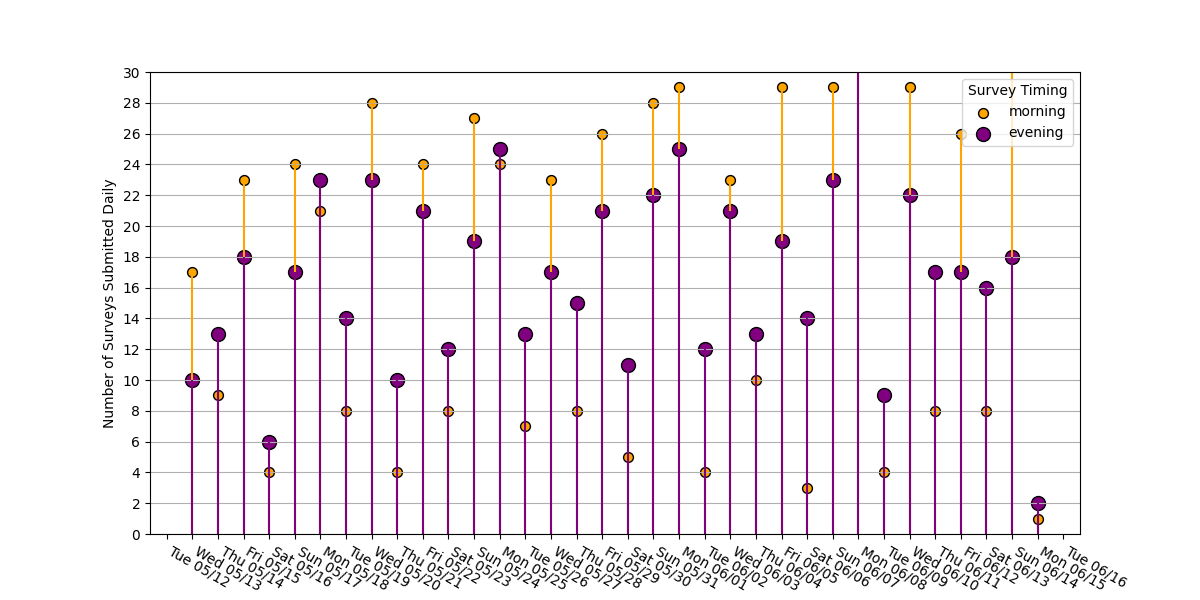 30
28
26
24
22
20
18
16
14
12
10
8
6
4
2
0
Number of Surveys Submitted Daily
Survey Timing
morning
evening
Tue 05/12
Wed 05/13
Thu 05/14
Fri 05/15
Sat 05/16
Sun 05/17
Mon 05/18
Tue 05/19
Wed 05/20
Thu 05/21
Fri 05/22
Sat 05/23
Sun 05/24
Mon 05/25
Tue 05/26
Wed 05/27
Thu 05/28
Fri 05/29
Sat 05/30
Sun 05/31
Mon 06/01
Tue 06/02
Wed 06/03
Thu 06/04
Fri 06/05
Sat 06/06
Sun 06/07
Mon 06/08
Tue 06/09
Wed 06/10
Thu 06/11
Fri 06/12
Sat 06/13
Sun 06/14
Mon 06/15
Tue 06/16